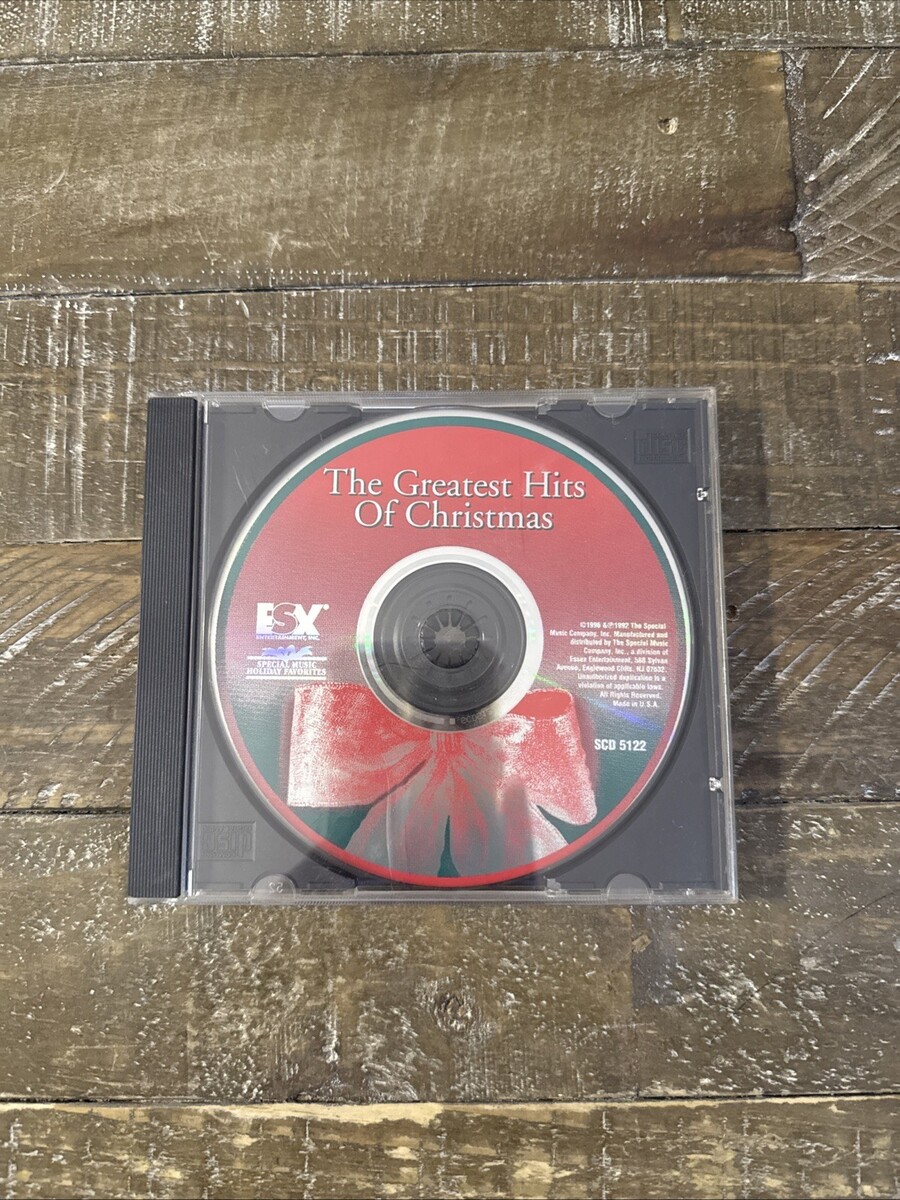 The Greatest Hits
Of Christmas
ESX®
ENTERTAINMENT, INC.
SPECIAL MUSIC
HOLIDAY FAVORITES
©1996 &℗1992 The Special
Music Company, Inc. Manufactured and
distributed by The Special Music
Company, Inc., a division of
Essex Entertainment, 560 Sylvan
Avenue, Englewood Cliffs, NJ 07632.
Unauthorized duplication is a
violation of applicable laws.
All Rights Reserved.
Made in U.S.A.
SCD 5122